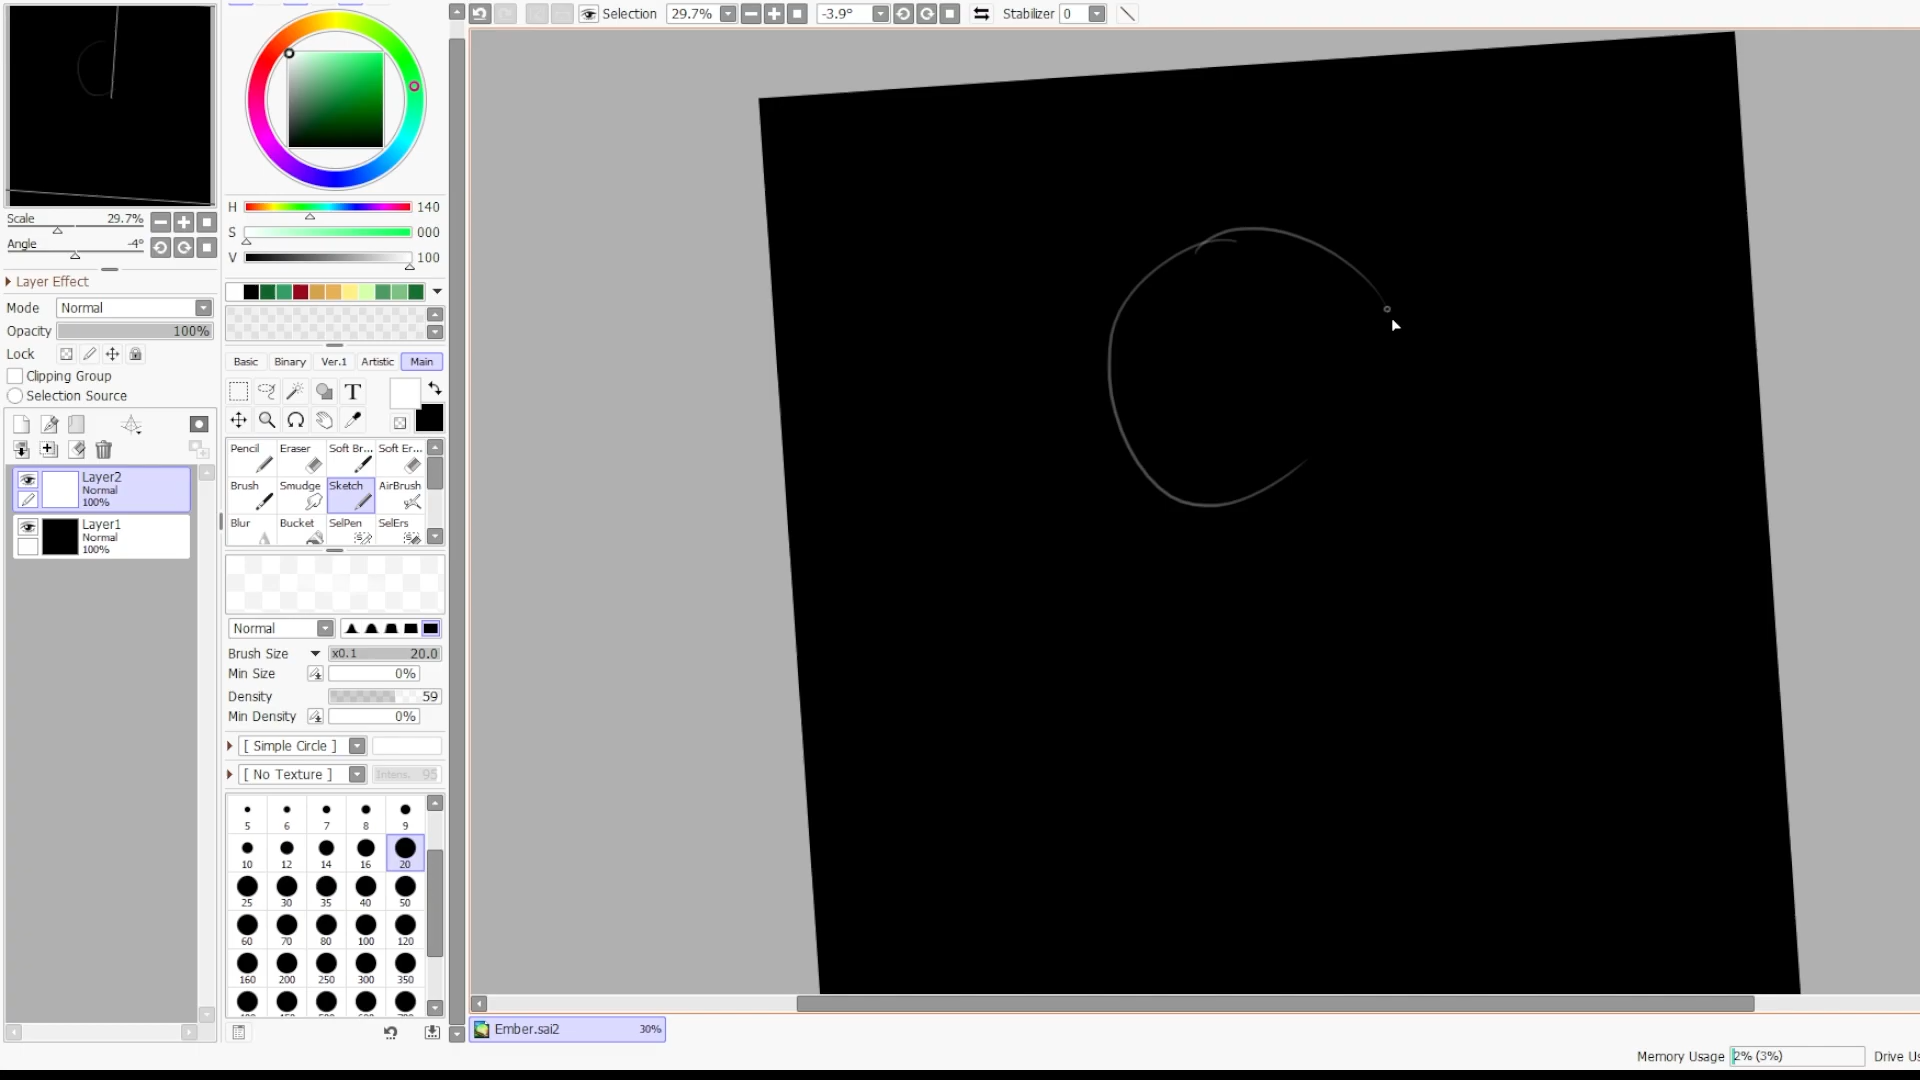 Selection 29.7% -3.9° Stabilizer 0
Scale 29.7%
Angle -4°
Layer Effect
Mode Normal
Opacity 100%
Lock
Clipping Group
Selection Source
Layer2
Normal
100%
Layer1
Normal
100%
H 140
S 000
V 100
Basic Binary Ver.1 Artistic Main
T
Pencil Eraser Soft Br... Soft Er...
Brush Smudge Sketch AirBrush
Blur Bucket SelPen SelErs
Normal
Brush Size x0.1 20.0
Min Size 0%
Density 59
Min Density 0%
[ Simple Circle ]
[ No Texture ] Intens. 95
5 6 7 8 9
10 12 14 16 20
25 30 35 40 50
60 70 80 100 120
160 200 250 300 350
Ember.sai2 30%
Memory Usage 2% (3%) Drive Us